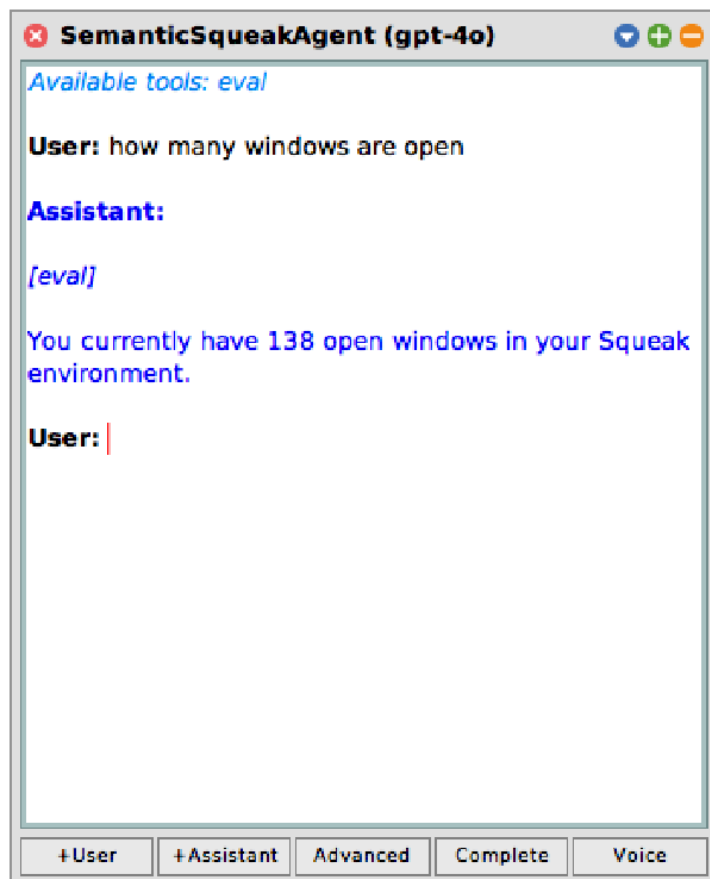 SemanticSqueakAgent (gpt-4o)
Available tools: eval
User: how many windows are open
Assistant:
[eval]
You currently have 138 open windows in your Squeak
environment.
User:
+User +Assistant Advanced Complete Voice